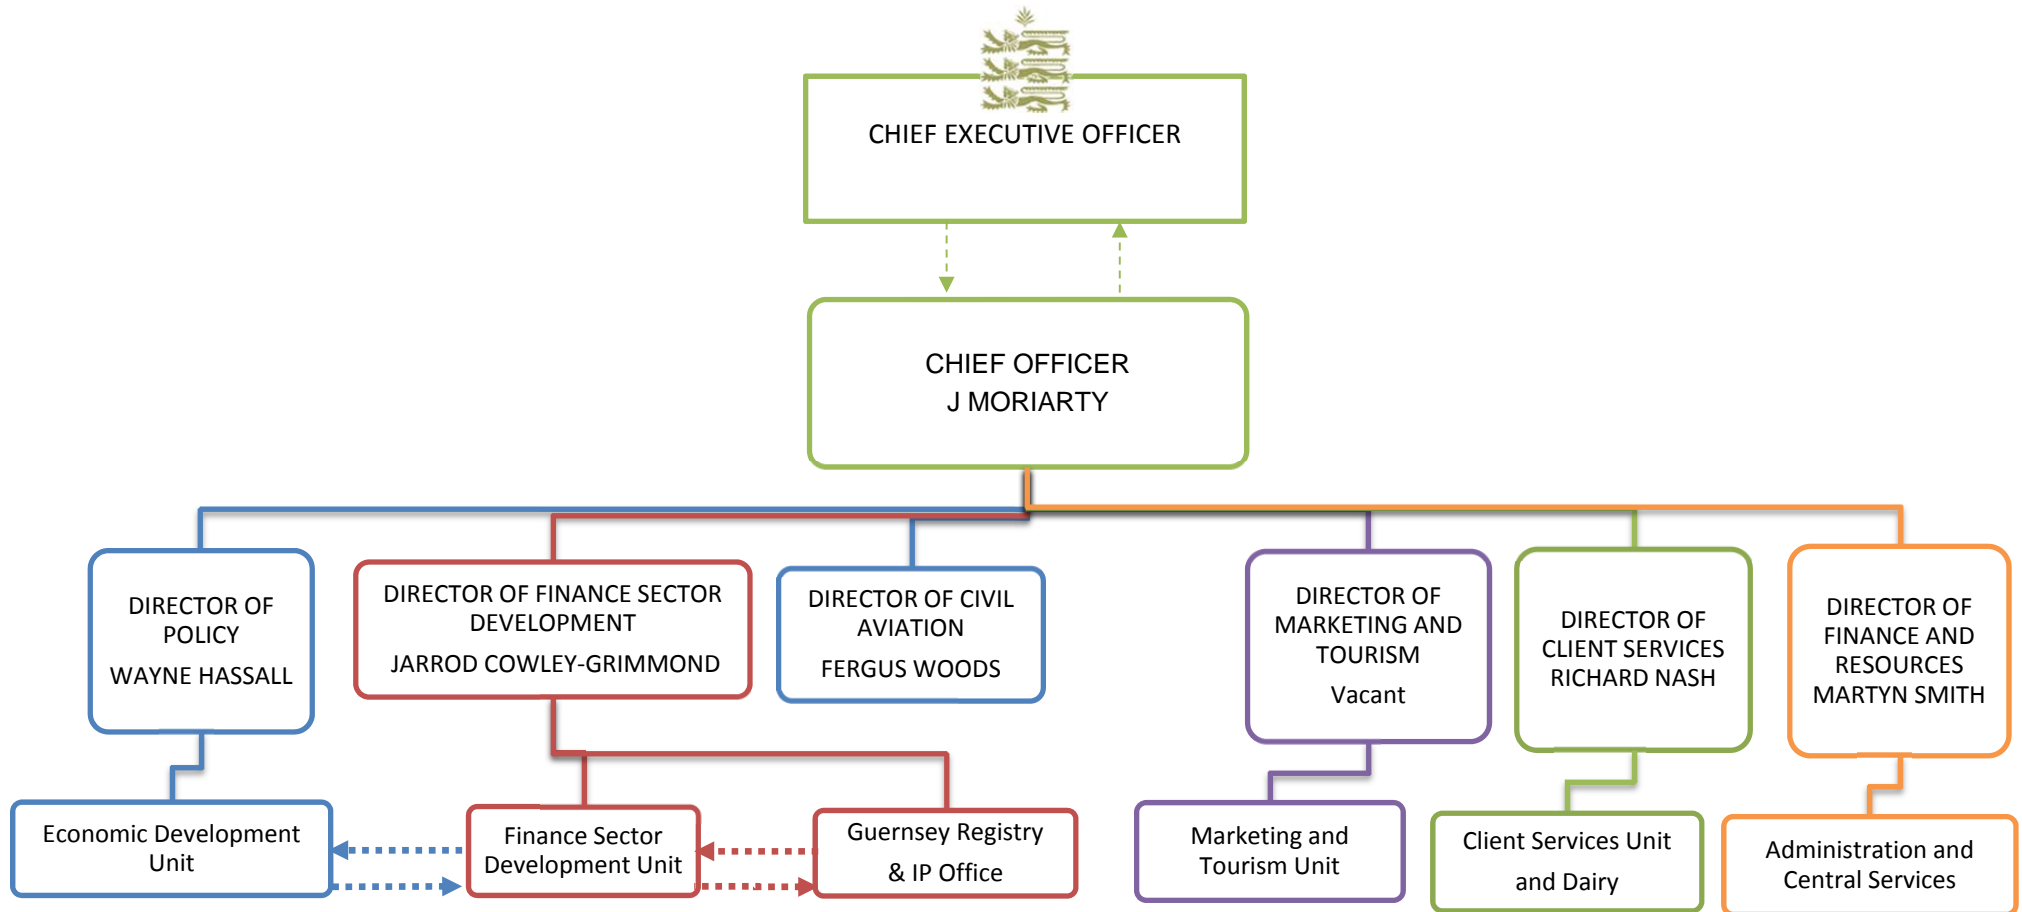 CHIEF EXECUTIVE OFFICER
CHIEF OFFICER
J MORIARTY
DIRECTOR OF
POLICY
WAYNE HASSALL
DIRECTOR OF FINANCE SECTOR
DEVELOPMENT
JARROD COWLEY-GRIMMOND
DIRECTOR OF CIVIL
AVIATION
FERGUS WOODS
DIRECTOR OF
MARKETING AND
TOURISM
Vacant
DIRECTOR OF
CLIENT SERVICES
RICHARD NASH
DIRECTOR OF
FINANCE AND
RESOURCES
MARTYN SMITH
Economic Development
Unit
Finance Sector
Development Unit
Guernsey Registry
& IP Office
Marketing and
Tourism Unit
Client Services Unit
and Dairy
Administration and
Central Services